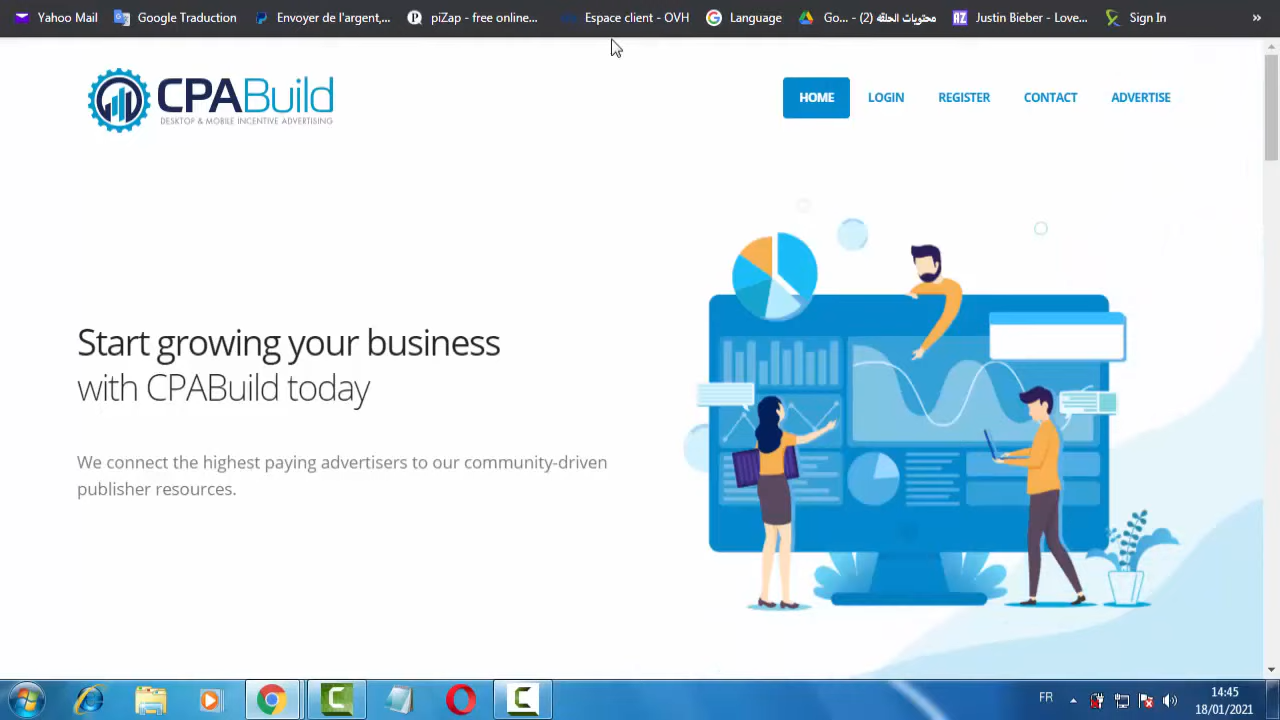 Yahoo Mail
Google Traduction
Envoyer de l'argent,...
piZap - free online...
Espace client - OVH
Language
Go... - (2) محتويات الحلقة
Justin Bieber - Love...
Sign In
»
CPABuild
DESKTOP & MOBILE INCENTIVE ADVERTISING
HOME
LOGIN
REGISTER
CONTACT
ADVERTISE
Start growing your business
with CPABuild today
We connect the highest paying advertisers to our community-driven
publisher resources.
FR
14:45
18/01/2021